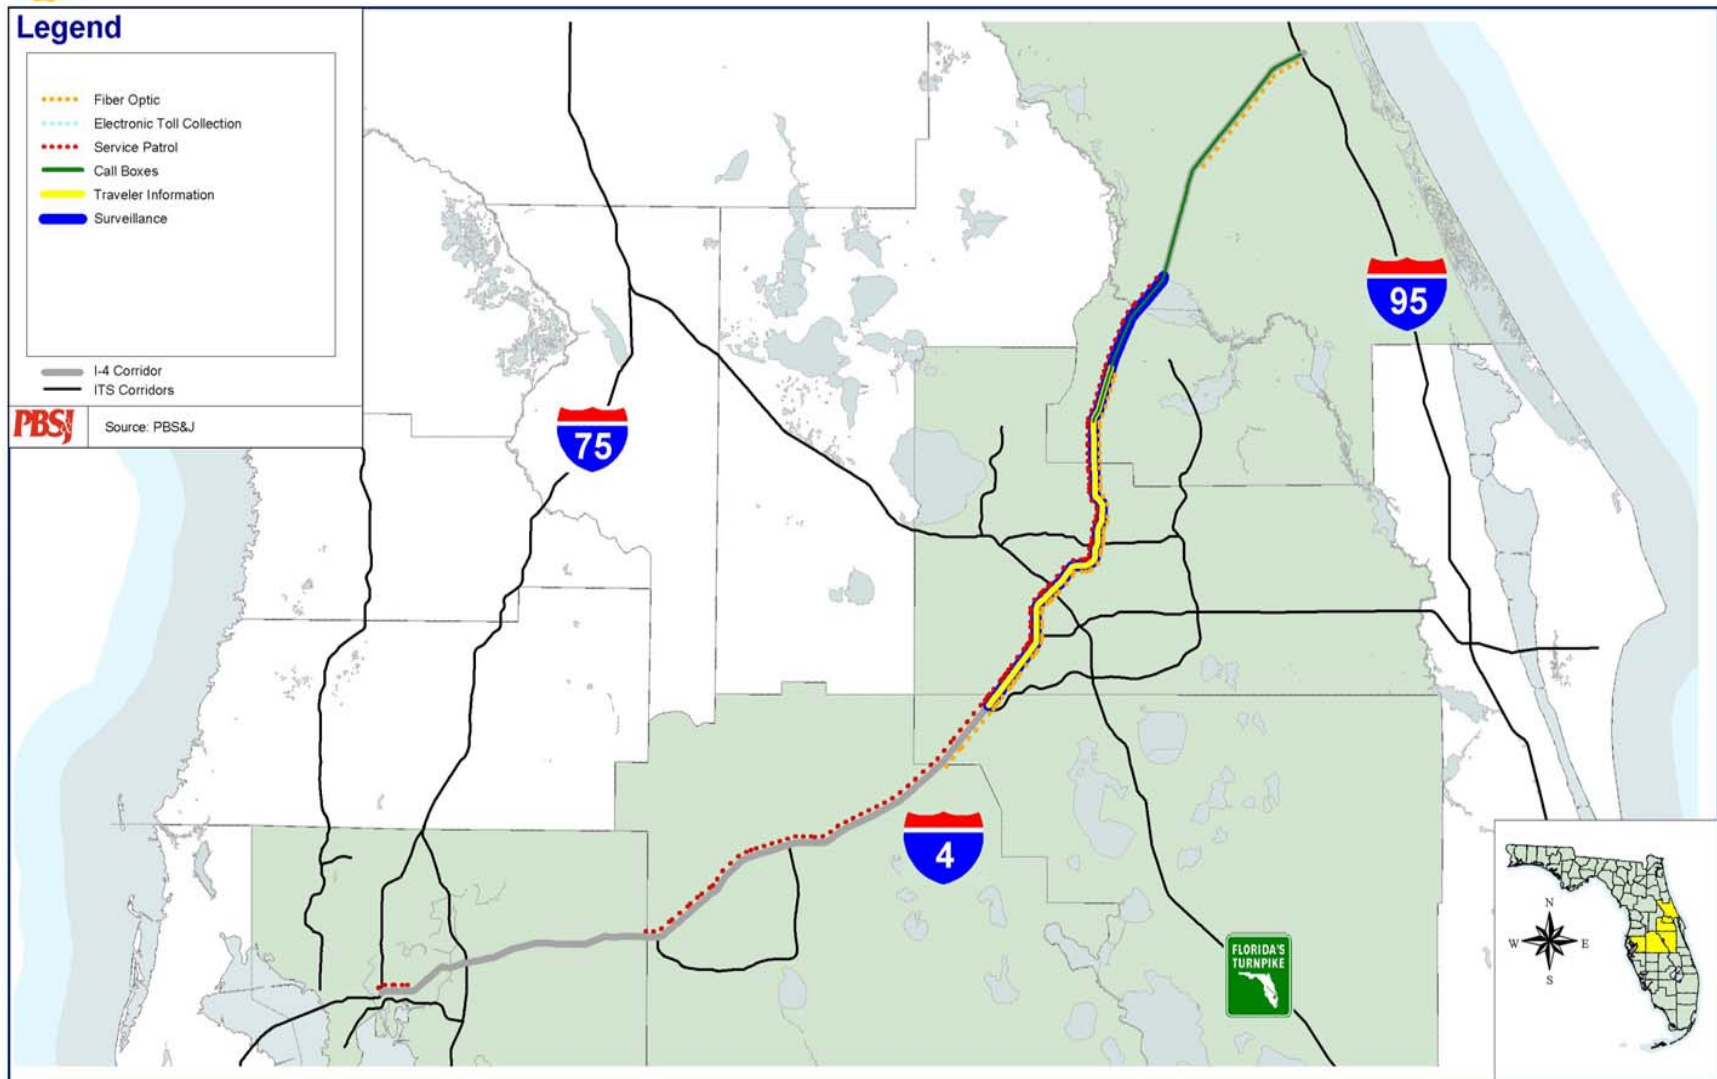 Legend
Fiber Optic
Electronic Toll Collection
Service Patrol
Call Boxes
Traveler Information
Surveillance
I-4 Corridor
ITS Corridors
PBSJ
Source: PBS&J
95
75
4
FLORIDA'S
TURNPIKE
N
W
E
S